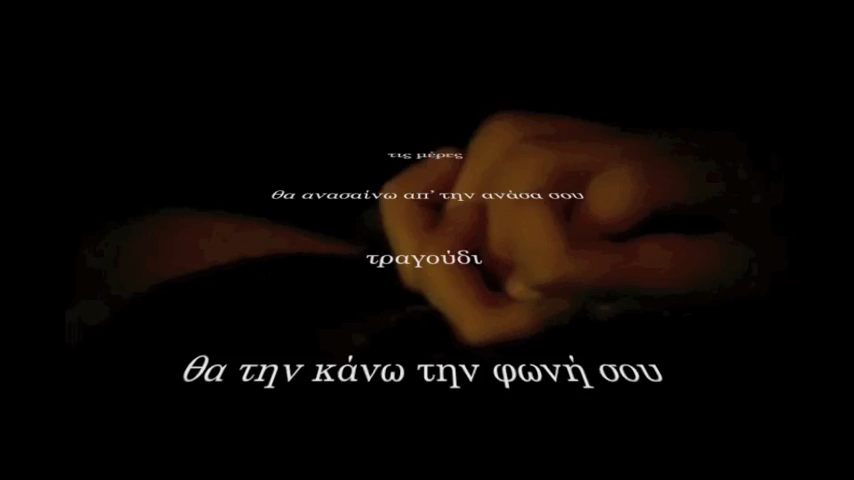 τις μέρες
θα ανασαίνω απ' την ανάσα σου
τραγούδι
θα την κάνω την φωνή σου